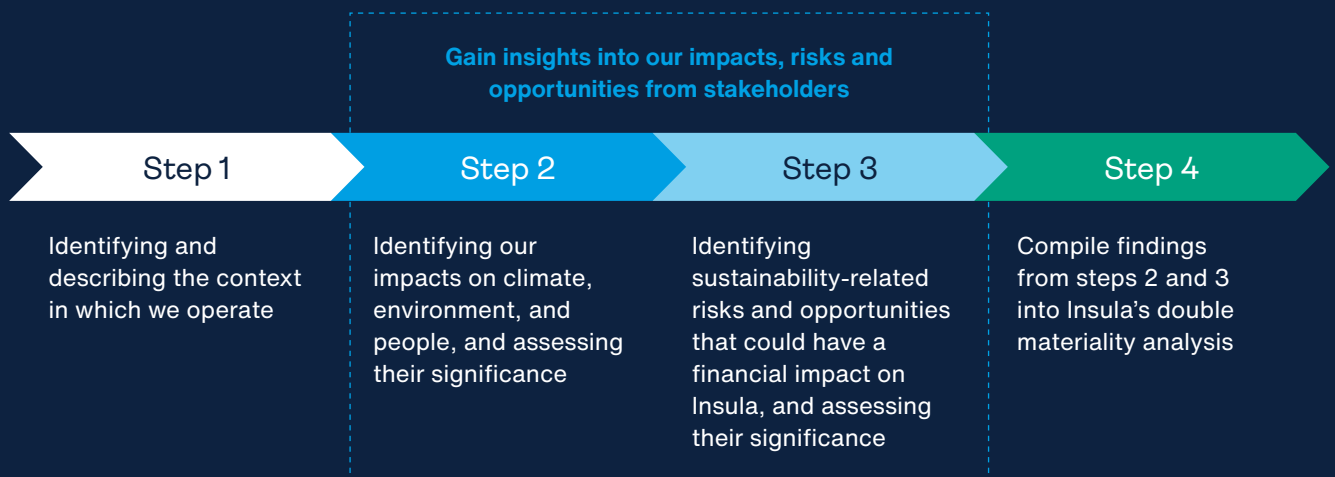 Gain insights into our impacts, risks and
opportunities from stakeholders
Step 1
Step 2
Step 3
Step 4
Identifying and
describing the context
in which we operate
Identifying our
impacts on climate,
environment, and
people, and assessing
their significance
Identifying
sustainability-related
risks and opportunities
that could have a
financial impact on
Insula, and assessing
their significance
Compile findings
from steps 2 and 3
into Insula’s double
materiality analysis